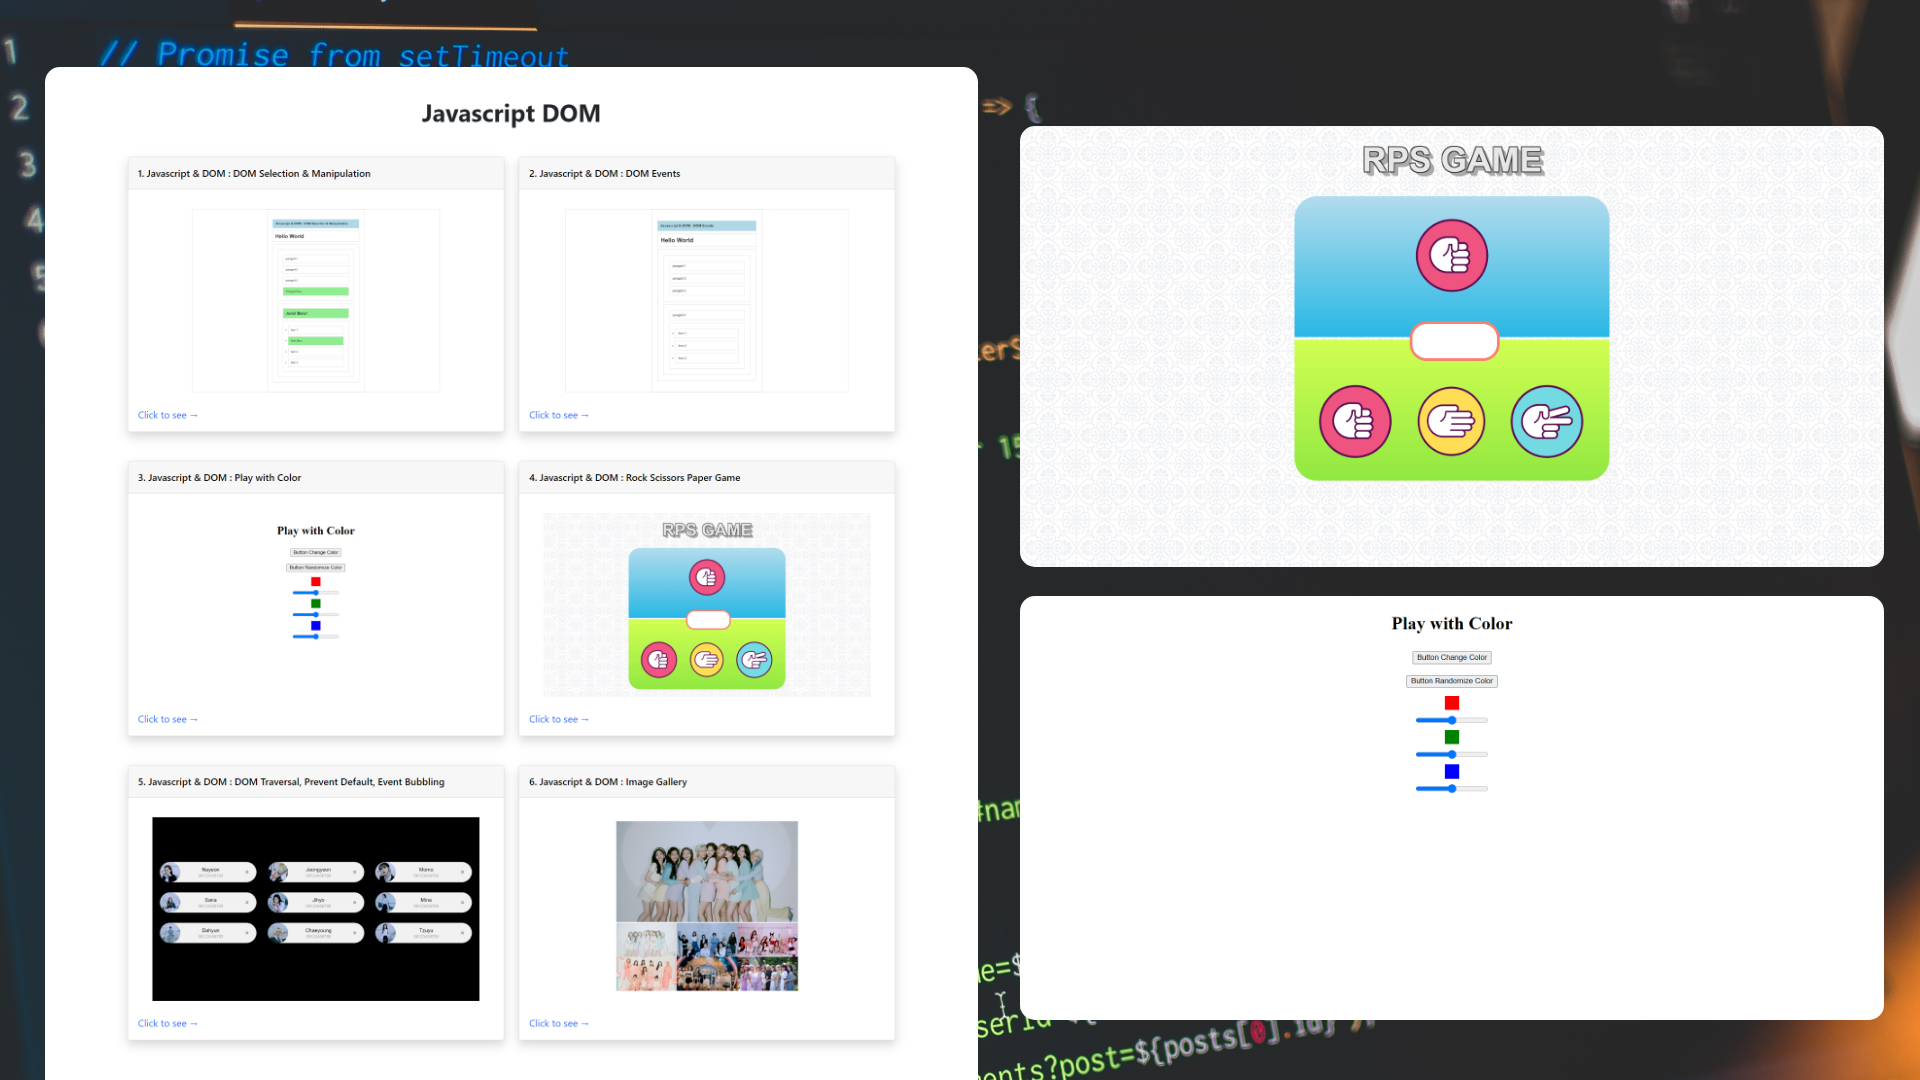 1 // Promise from setTimeout
2
3
4
5
=> {
Javascript DOM
1. Javascript & DOM : DOM Selection & Manipulation
Hello World
Click to see →
2. Javascript & DOM : DOM Events
Hello World
Click to see →
3. Javascript & DOM : Play with Color
Play with Color
Button Change Color
Button Randomize Color
Click to see →
4. Javascript & DOM : Rock Scissors Paper Game
RPS GAME
Click to see →
5. Javascript & DOM : DOM Traversal, Prevent Default, Event Bubbling
Nayeon
Jeongyeon
Momo
Sana
Jihyo
Mina
Dahyun
Chaeyoung
Tzuyu
Click to see →
6. Javascript & DOM : Image Gallery
Click to see →
RPS GAME
Play with Color
Button Change Color
Button Randomize Color
ents?post=${posts[0].id}`);